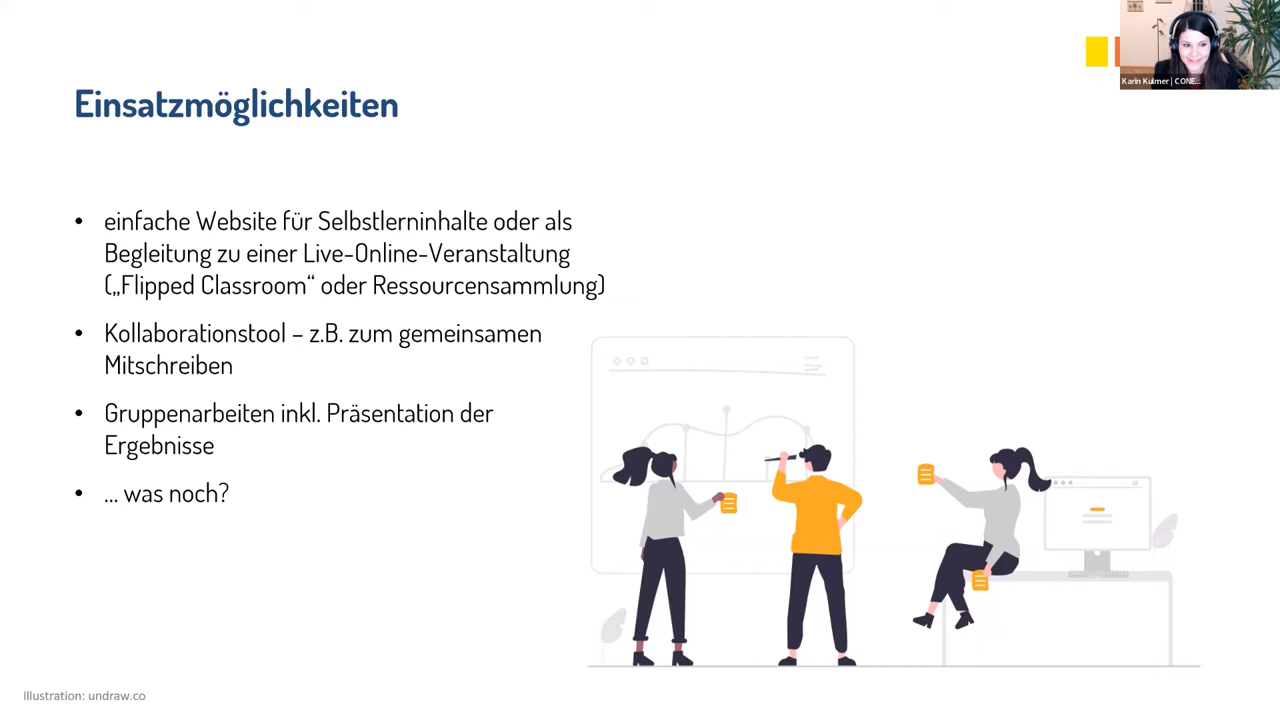 Karin Kulmer | CONE...
Einsatzmöglichkeiten
• einfache Website für Selbstlerninhalte oder als
Begleitung zu einer Live-Online-Veranstaltung
(„Flipped Classroom“ oder Ressourcensammlung)
• Kollaborationstool – z.B. zum gemeinsamen
Mitschreiben
• Gruppenarbeiten inkl. Präsentation der
Ergebnisse
• ... was noch?
Illustration: undraw.co